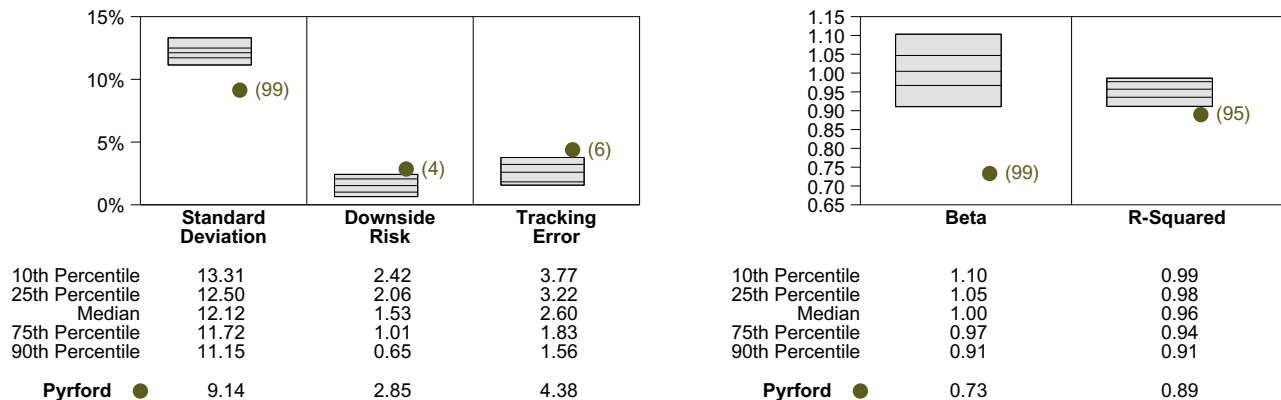 15%
10%
5%
0%
(99)
(4)
(6)
Standard Deviation
Downside Risk
Tracking Error
10th Percentile 13.31 2.42 3.77
25th Percentile 12.50 2.06 3.22
Median 12.12 1.53 2.60
75th Percentile 11.72 1.01 1.83
90th Percentile 11.15 0.65 1.56
Pyrford 9.14 2.85 4.38
1.15
1.10
1.05
1.00
0.95
0.90
0.85
0.80
0.75
0.70
0.65
(99)
(95)
Beta
R-Squared
10th Percentile 1.10 0.99
25th Percentile 1.05 0.98
Median 1.00 0.96
75th Percentile 0.97 0.94
90th Percentile 0.91 0.91
Pyrford 0.73 0.89